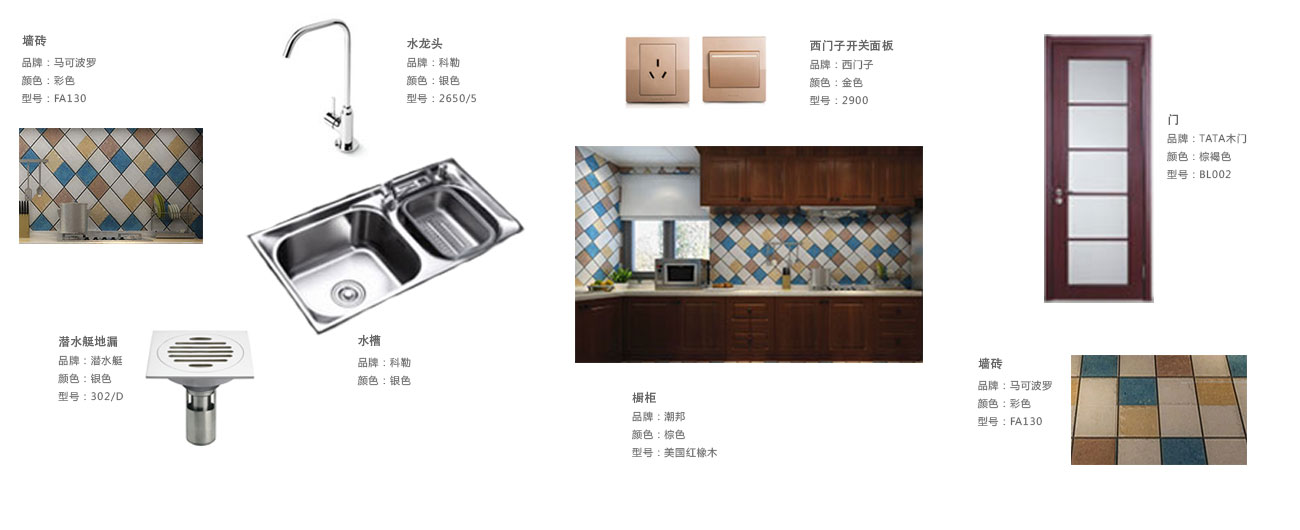 墙砖
品牌：马可波罗
颜色：彩色
型号：FA130
水龙头
品牌：科勒
颜色：银色
型号：2650/5
西门子开关面板
品牌：西门子
颜色：金色
型号：2900
门
品牌：TATA木门
颜色：棕褐色
型号：BL002
潜水艇地漏
品牌：潜水艇
颜色：银色
型号：302/D
水槽
品牌：科勒
颜色：银色
橱柜
品牌：潮邦
颜色：棕色
型号：美国红橡木
墙砖
品牌：马可波罗
颜色：彩色
型号：FA130